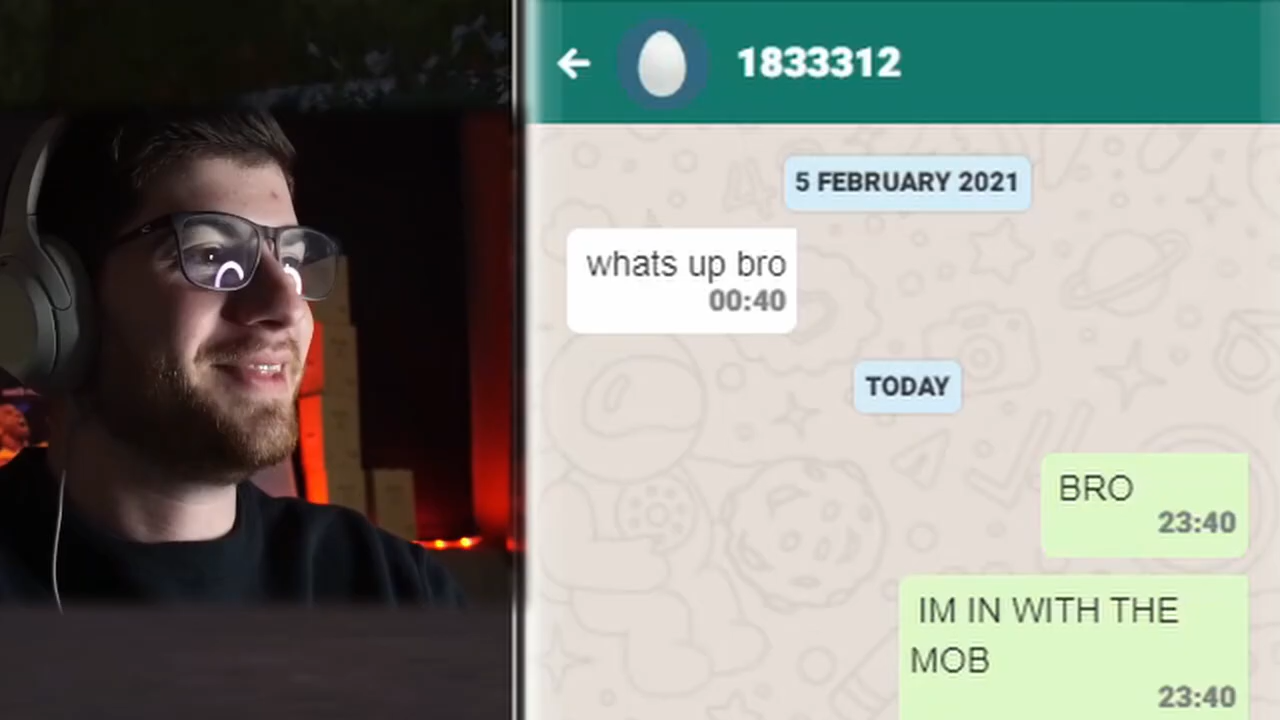 1833312
5 FEBRUARY 2021
whats up bro
00:40
TODAY
BRO
23:40
IM IN WITH THE
MOB
23:40